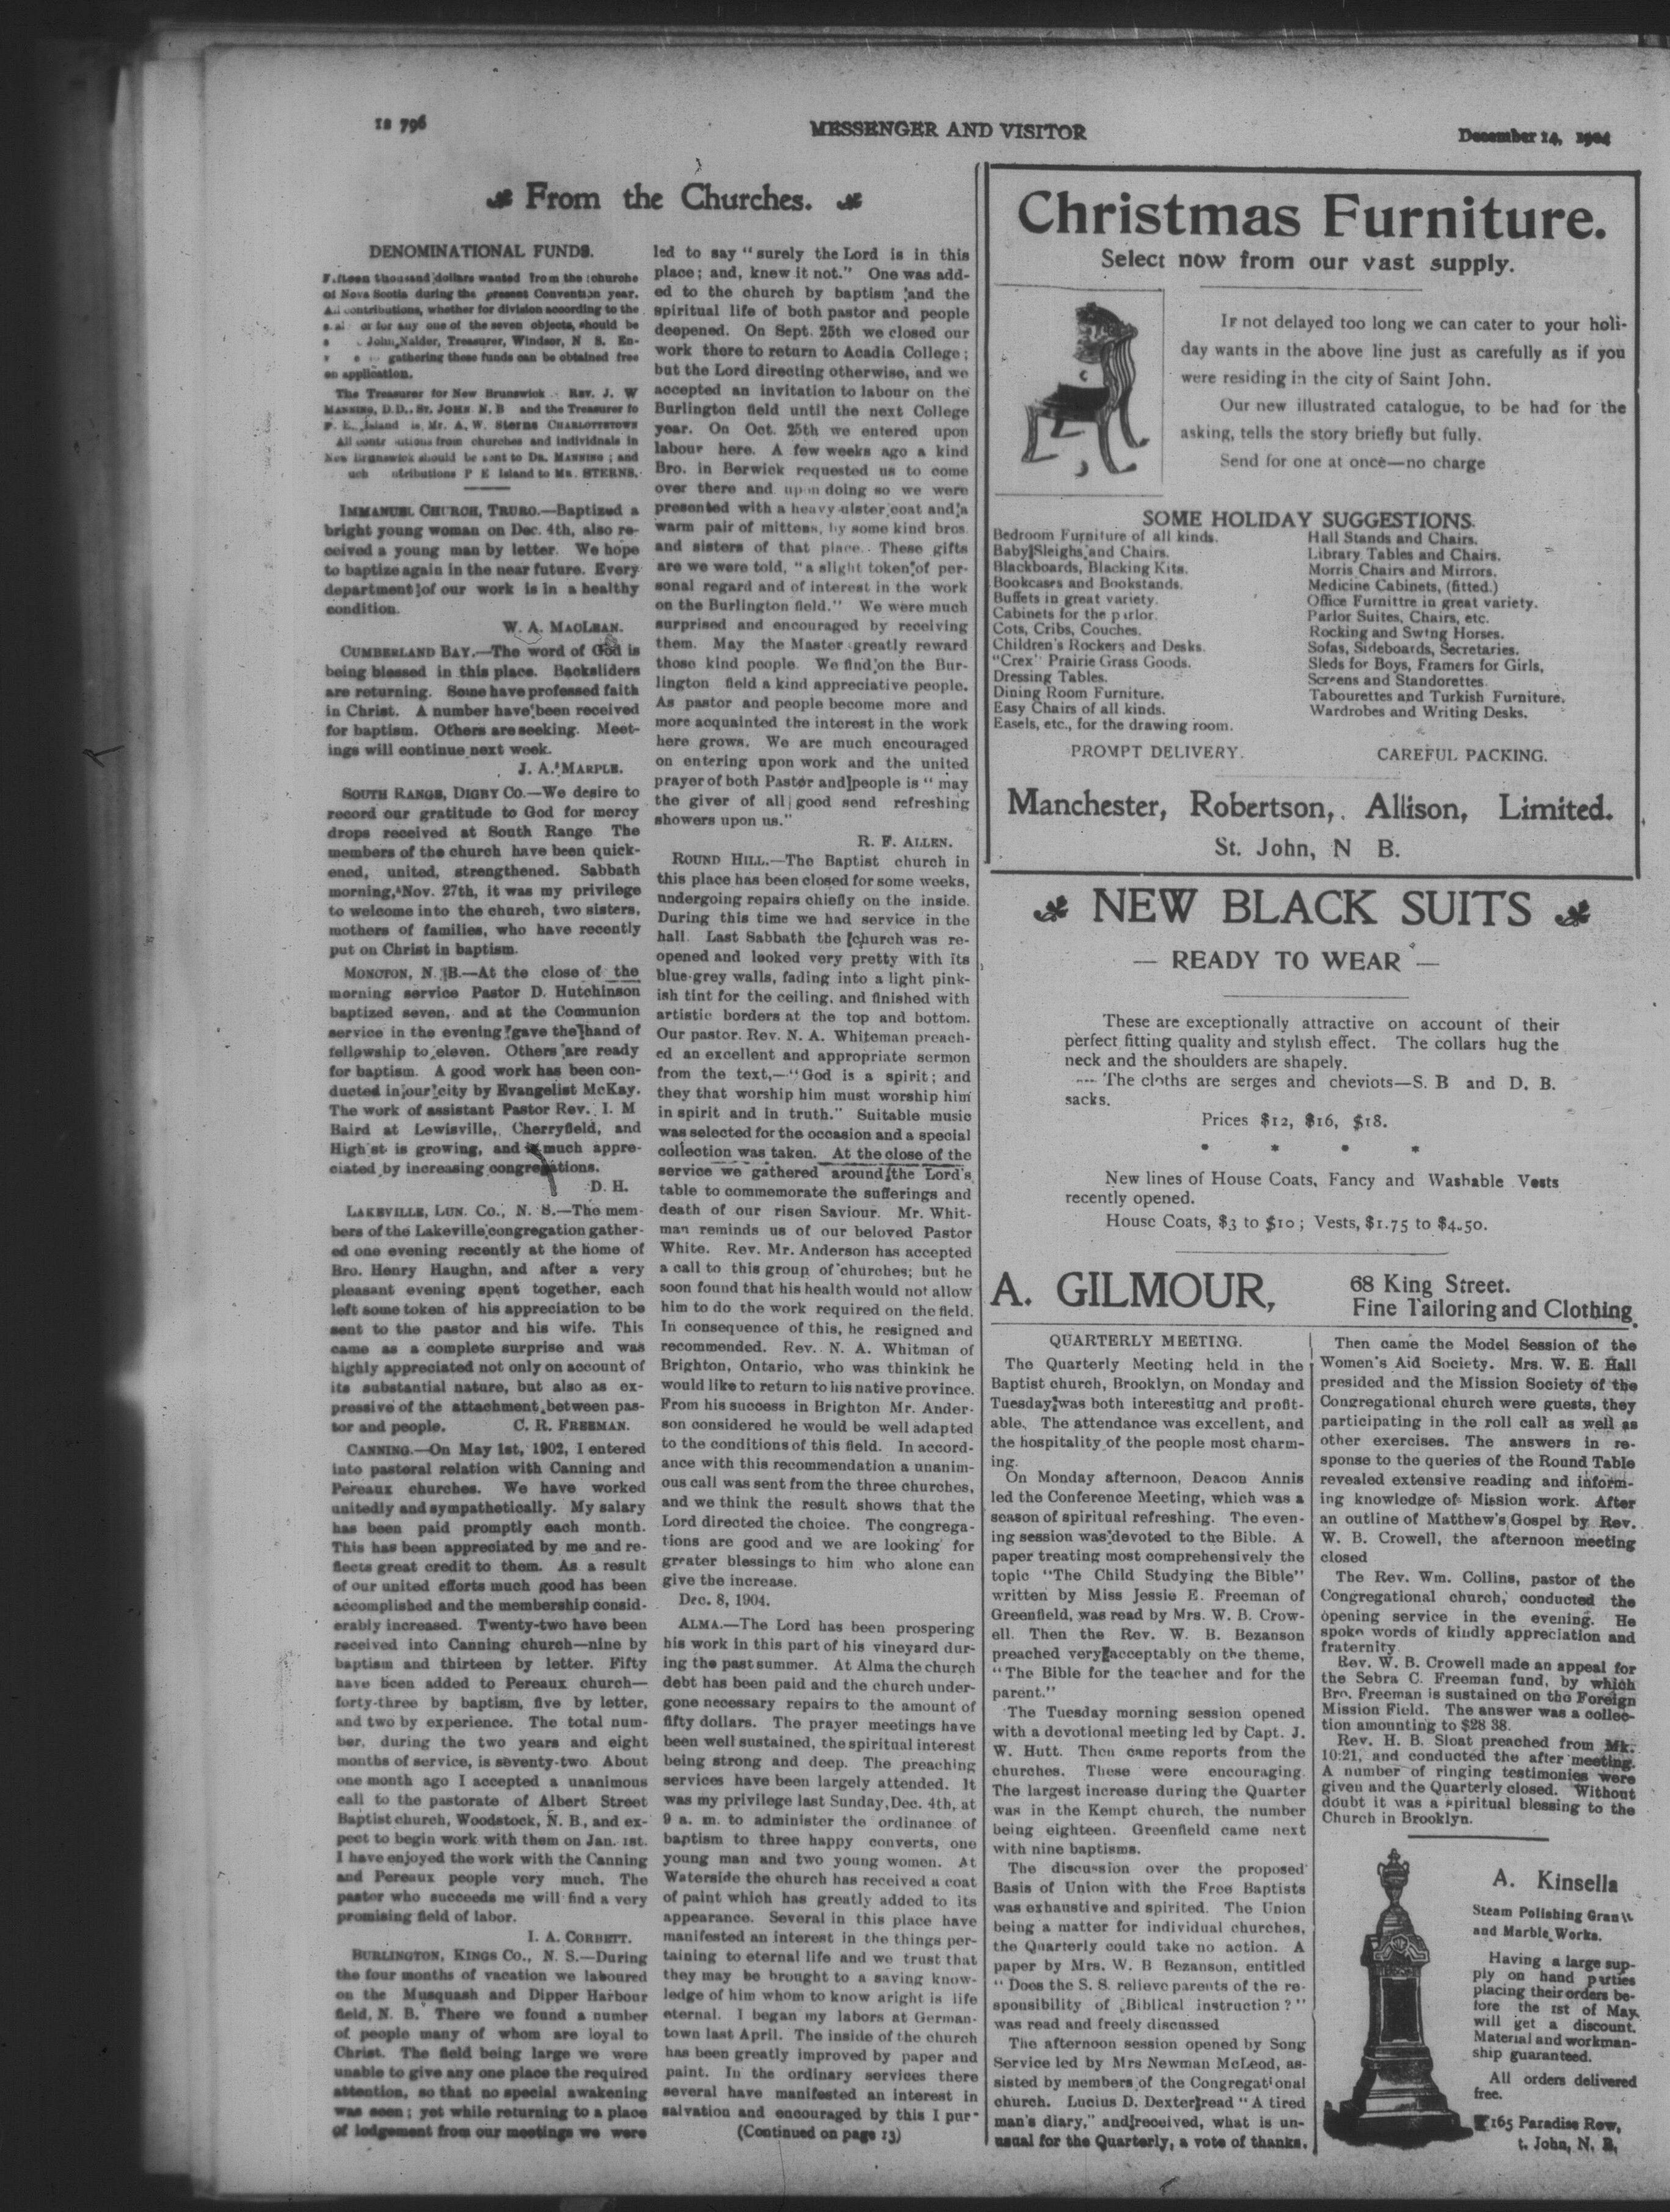 12 796
MESSENGER AND VISITOR
December 14, 1904
From the Churches.
DENOMINATIONAL FUNDS.
Fifteen thousand dollars wanted from the churche
of Nova Scotia during the present Convention year.
All contributions, whether for division according to the
or for any one of the seven objects, should be
John Nalder, Treasurer, Windsor, N S. En-
gathering these funds can be obtained free
on application.
The Treasurer for New Brunswick Rev. J. W
MANNING, D.D., ST. JOHN N. B and the Treasurer fo
P. E. Island is Mr. A. W. Sterns CHARLOTTETOWN
All from churches and individnals in
New Brunswick should be sent to DR. MANNING ; and
P E Island to MR. STERNS.
IMMANUEL CHURCH, TRURO.—Baptized a
bright young woman on Dec. 4th, also re-
ceived a young man by letter. We hope
to baptize again in the near future. Every
department of our work is in a healthy
condition.
W. A. MACLEAN.
CUMBERLAND BAY.—The word of God is
being blessed in this place. Backsliders
are returning. Some have professed faith
in Christ. A number have been received
for baptism. Others are seeking. Meet-
ings will continue next week.
J. A. MARPLE.
SOUTH RANGE, DIGBY CO.—We desire to
record our gratitude to God for mercy
drops received at South Range The
members of the church have been quick-
ened, united, strengthened. Sabbath
morning, Nov. 27th, it was my privilege
to welcome into the church, two sisters,
mothers of families, who have recently
put on Christ in baptism.
MONCTON, N. B.—At the close of the
morning service Pastor D. Hutchinson
baptized seven, and at the Communion
service in the evening gave the hand of
fellowship to eleven. Others are ready
for baptism. A good work has been con-
ducted in our city by Evangelist McKay.
The work of assistant Pastor Rev. I. M
Baird at Lewisville, Cherryfield, and
High st. is growing, and is much appre-
ciated by increasing congregations.
D. H.
LAKEVILLE, LUN. CO., N. S.—The mem-
bers of the Lakeville congregation gather-
ed one evening recently at the home of
Bro. Henry Haughn, and after a very
pleasant evening spent together, each
left some token of his appreciation to be
sent to the pastor and his wife. This
came as a complete surprise and was
highly appreciated not only on account of
its substantial nature, but also as ex-
pressive of the attachment between pas-
tor and people. C. R. FREEMAN.
CANNING.—On May 1st, 1902, I entered
into pastoral relation with Canning and
Pereaux churches. We have worked
unitedly and sympathetically. My salary
has been paid promptly each month.
This has been appreciated by me and re-
flects great credit to them. As a result
of our united efforts much good has been
accomplished and the membership consid-
erably increased. Twenty-two have been
received into Canning church—nine by
baptism and thirteen by letter. Fifty
have been added to Pereaux church—
forty-three by baptism, five by letter,
and two by experience. The total num-
ber, during the two years and eight
months of service, is seventy-two About
one month ago I accepted a unanimous
call to the pastorate of Albert Street
Baptist church, Woodstock, N. B., and ex-
pect to begin work with them on Jan. 1st.
I have enjoyed the work with the Canning
and Pereaux people very much. The
pastor who succeeds me will find a very
promising field of labor.
I. A. CORBETT.
BURLINGTON, KINGS CO., N. S.—During
the four months of vacation we laboured
on the Musquash and Dipper Harbour
field, N. B. There we found a number
of people many of whom are loyal to
Christ. The field being large we were
unable to give any one place the required
attention, so that no special awakening
was seen ; yet while returning to a place
of lodgement from our meetings we were
led to say " surely the Lord is in this
place ; and, knew it not." One was add-
ed to the church by baptism and the
spiritual life of both pastor and people
deepened. On Sept. 25th we closed our
work there to return to Acadia College ;
but the Lord directing otherwise, and we
accepted an invitation to labour on the
Burlington field until the next College
year. On Oct. 25th we entered upon
labour here. A few weeks ago a kind
Bro. in Berwick requested us to come
over there and upon doing so we were
presented with a heavy ulster coat and a
warm pair of mittens, by some kind bros.
and sisters of that place. These gifts
are we were told, "a slight token of per-
sonal regard and of interest in the work
on the Burlington field." We were much
surprised and encouraged by receiving
them. May the Master greatly reward
those kind people. We find on the Bur-
lington field a kind appreciative people.
As pastor and people become more and
more acquainted the interest in the work
here grows. We are much encouraged
on entering upon work and the united
prayer of both Pastor and people is " may
the giver of all good send refreshing
showers upon us."
R. F. ALLEN.
ROUND HILL.—The Baptist church in
this place has been closed for some weeks,
undergoing repairs chiefly on the inside.
During this time we had service in the
hall. Last Sabbath the church was re-
opened and looked very pretty with its
blue-grey walls, fading into a light pink-
ish tint for the ceiling, and finished with
artistic borders at the top and bottom.
Our pastor. Rev. N. A. Whiteman preach-
ed an excellent and appropriate sermon
from the text,—"God is a spirit ; and
they that worship him must worship him
in spirit and in truth." Suitable music
was selected for the occasion and a special
collection was taken. At the close of the
service we gathered around the Lord's
table to commemorate the sufferings and
death of our risen Saviour. Mr. Whit-
man reminds us of our beloved Pastor
White. Rev. Mr. Anderson has accepted
a call to this group of churches; but he
soon found that his health would not allow
him to do the work required on the field.
In consequence of this, he resigned and
recommended. Rev. N. A. Whitman of
Brighton, Ontario, who was thinkink he
would like to return to his native province.
From his success in Brighton Mr. Ander-
son considered he would be well adapted
to the conditions of this field. In accord-
ance with this recommendation a unanim-
ous call was sent from the three churches,
and we think the result shows that the
Lord directed the choice. The congrega-
tions are good and we are looking for
greater blessings to him who alone can
give the increase.
Dec. 8, 1904.
ALMA.—The Lord has been prospering
his work in this part of his vineyard dur-
ing the past summer. At Alma the church
debt has been paid and the church under-
gone necessary repairs to the amount of
fifty dollars. The prayer meetings have
been well sustained, the spiritual interest
being strong and deep. The preaching
services have been largely attended. It
was my privilege last Sunday, Dec. 4th, at
9 a. m. to administer the ordinance of
baptism to three happy converts, one
young man and two young women. At
Waterside the church has received a coat
of paint which has greatly added to its
appearance. Several in this place have
manifested an interest in the things per-
taining to eternal life and we trust that
they may be brought to a saving know-
ledge of him whom to know aright is life
eternal. I began my labors at German-
town last April. The inside of the church
has been greatly improved by paper and
paint. In the ordinary services there
several have manifested an interest in
salvation and encouraged by this I pur-
(Continued on page 13)
Christmas Furniture.
Select now from our vast supply.
IF not delayed too long we can cater to your holi-
day wants in the above line just as carefully as if you
were residing in the city of Saint John.
Our new illustrated catalogue, to be had for the
asking, tells the story briefly but fully.
Send for one at once—no charge
SOME HOLIDAY SUGGESTIONS.
Bedroom Furniture of all kinds.
Baby Sleighs and Chairs.
Blackboards, Blacking Kits.
Bookcases and Bookstands.
Buffets in great variety.
Cabinets for the parlor.
Cots, Cribs, Couches.
Children's Rockers and Desks.
"Crex" Prairie Grass Goods.
Dressing Tables.
Dining Room Furniture.
Easy Chairs of all kinds.
Easels, etc., for the drawing room.
Hall Stands and Chairs.
Library Tables and Chairs.
Morris Chairs and Mirrors.
Medicine Cabinets, (fitted.)
Office Furnittre in great variety.
Parlor Suites, Chairs, etc.
Rocking and Swing Horses.
Sofas, Sideboards, Secretaries.
Sleds for Boys, Framers for Girls,
Screens and Standorettes
Tabourettes and Turkish Furniture.
Wardrobes and Writing Desks.
PROMPT DELIVERY.
CAREFUL PACKING.
Manchester, Robertson, Allison, Limited.
St. John, N B.
NEW BLACK SUITS
— READY TO WEAR —
These are exceptionally attractive on account of their
perfect fitting quality and stylish effect. The collars hug the
neck and the shoulders are shapely.
The cloths are serges and cheviots—S. B and D. B.
sacks.
Prices $12, $16, $18.
* * * *
New lines of House Coats, Fancy and Washable Vests
recently opened.
House Coats, $3 to $10 ; Vests, $1.75 to $4.50.
A. GILMOUR,
68 King Street.
Fine Tailoring and Clothing.
QUARTERLY MEETING.
The Quarterly Meeting held in the
Baptist church, Brooklyn, on Monday and
Tuesday was both interesting and profit-
able. The attendance was excellent, and
the hospitality of the people most charm-
ing.
On Monday afternoon, Deacon Annis
led the Conference Meeting, which was a
season of spiritual refreshing. The even-
ing session was devoted to the Bible. A
paper treating most comprehensively the
topic "The Child Studying the Bible"
written by Miss Jessie E. Freeman of
Greenfield, was read by Mrs. W. B. Crow-
ell. Then the Rev. W. B. Bezanson
preached very acceptably on the theme,
"The Bible for the teacher and for the
parent."
The Tuesday morning session opened
with a devotional meeting led by Capt. J.
W. Hutt. Then came reports from the
churches. These were encouraging.
The largest increase during the Quarter
was in the Kempt church, the number
being eighteen. Greenfield came next
with nine baptisms.
The discussion over the proposed
Basis of Union with the Free Baptists
was exhaustive and spirited. The Union
being a matter for individual churches,
the Quarterly could take no action. A
paper by Mrs. W. B Bezanson, entitled
" Does the S. S. relieve parents of the re-
sponsibility of Biblical instruction ? "
was read and freely discussed
The afternoon session opened by Song
Service led by Mrs Newman McLeod, as-
sisted by members of the Congregational
church. Lucius D. Dexter read " A tired
man's diary," and received, what is un-
usual for the Quarterly, a vote of thanks.
Then came the Model Session of the
Women's Aid Society. Mrs. W. E. Hall
presided and the Mission Society of the
Congregational church were guests, they
participating in the roll call as well as
other exercises. The answers in re-
sponse to the queries of the Round Table
revealed extensive reading and inform-
ing knowledge of Mission work. After
an outline of Matthew's Gospel by Rev.
W. B. Crowell, the afternoon meeting
closed
The Rev. Wm. Collins, pastor of the
Congregational church, conducted the
opening service in the evening. He
spoke words of kindly appreciation and
fraternity.
Rev. W. B. Crowell made an appeal for
the Sebra C. Freeman fund, by which
Bro. Freeman is sustained on the Foreign
Mission Field. The answer was a collec-
tion amounting to $28 38.
Rev. H. B. Sloat preached from Mk.
10:21, and conducted the after meeting.
A number of ringing testimonies were
given and the Quarterly closed. Without
doubt it was a spiritual blessing to the
Church in Brooklyn.
A. Kinsella
Steam Polishing Granit
and Marble Works.
Having a large sup-
ply on hand parties
placing their orders be-
fore the 1st of May,
will get a discount.
Material and workman-
ship guaranteed.
All orders delivered
free.
165 Paradise Row,
t. John, N. B.